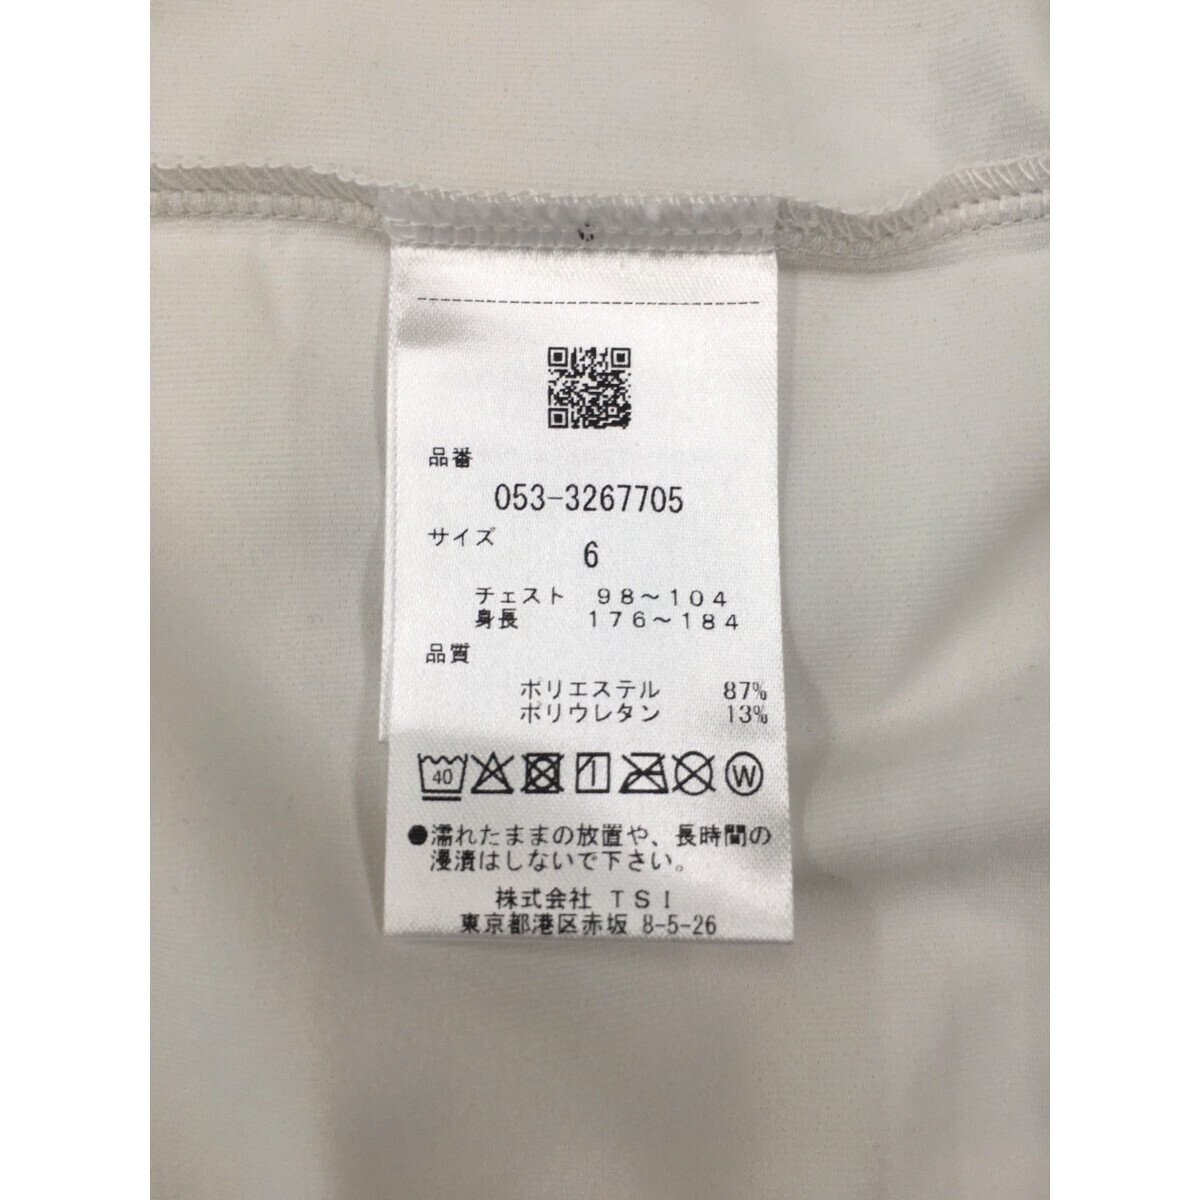 品番
053-3267705
サイズ
6
チェスト 98～104
身長 176～184
品質
ポリエステル 87%
ポリウレタン 13%
40 W
●濡れたままの放置や、長時間の
浸漬はしないで下さい。
株式会社 TSI
東京都港区赤坂 8-5-26